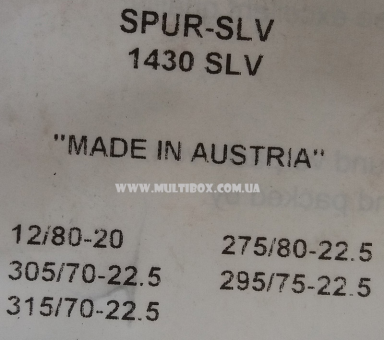 SPUR-SLV
1430 SLV
"MADE IN AUSTRIA"
WWW.MULTIBOX.COM.UA
12/80-20
275/80-22.5
305/70-22.5
295/75-22.5
315/70-22.5